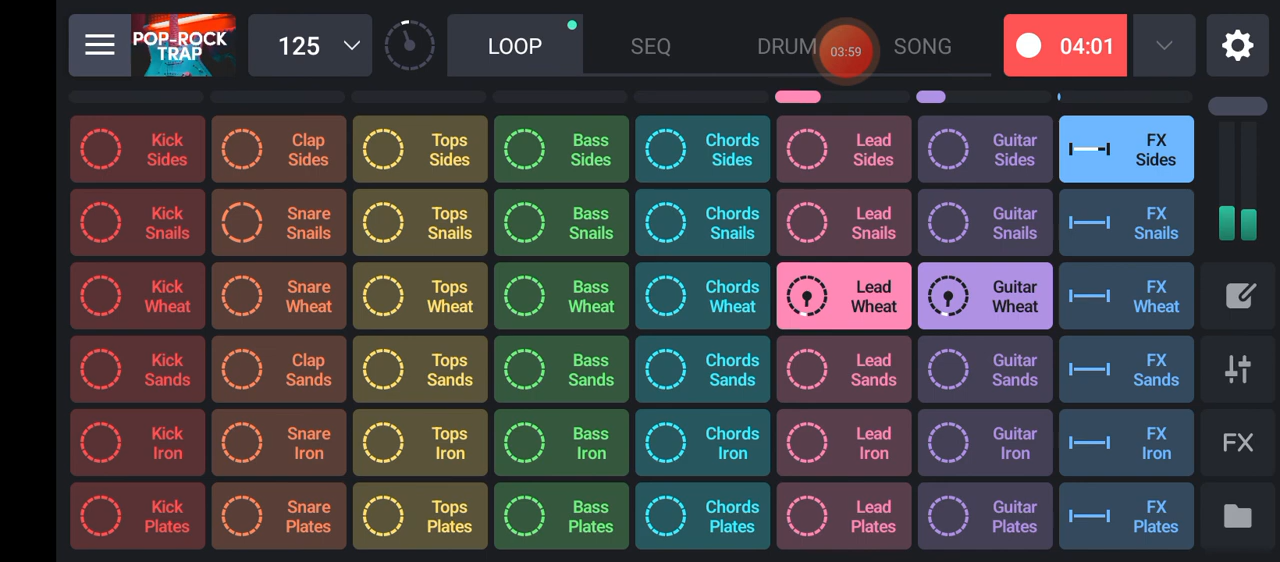 POP-ROCK
TRAP
125
LOOP
SEQ
DRUM
03:59
SONG
04:01
Kick
Sides
Clap
Sides
Tops
Sides
Bass
Sides
Chords
Sides
Lead
Sides
Guitar
Sides
FX
Sides
Kick
Snails
Snare
Snails
Tops
Snails
Bass
Snails
Chords
Snails
Lead
Snails
Guitar
Snails
FX
Snails
Kick
Wheat
Snare
Wheat
Tops
Wheat
Bass
Wheat
Chords
Wheat
Lead
Wheat
Guitar
Wheat
FX
Wheat
Kick
Sands
Clap
Sands
Tops
Sands
Bass
Sands
Chords
Sands
Lead
Sands
Guitar
Sands
FX
Sands
Kick
Iron
Snare
Iron
Tops
Iron
Bass
Iron
Chords
Iron
Lead
Iron
Guitar
Iron
FX
Iron
FX
Kick
Plates
Snare
Plates
Tops
Plates
Bass
Plates
Chords
Plates
Lead
Plates
Guitar
Plates
FX
Plates